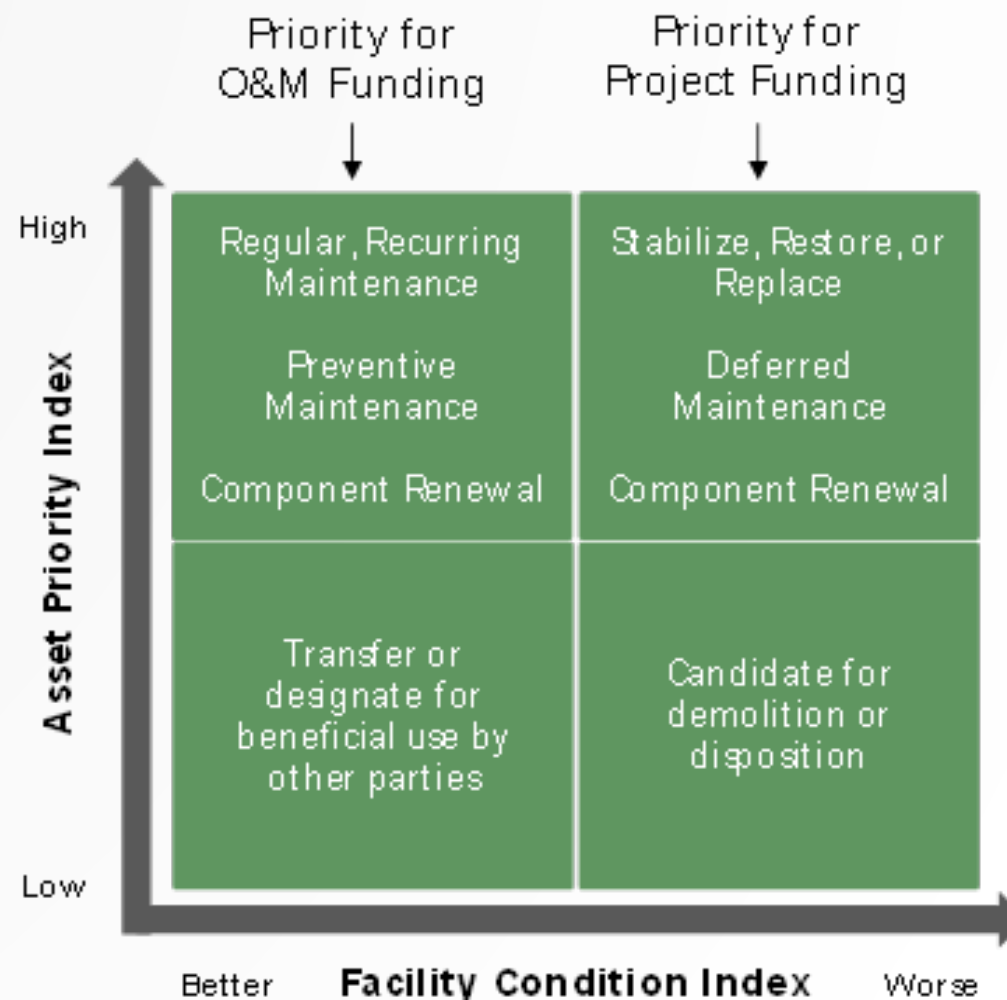 Priority for
O&M Funding
Priority for
Project Funding
High
Regular, Recurring
Maintenance
Preventive
Maintenance
Component Renewal
Stabilize, Restore, or
Replace
Deferred
Maintenance
Component Renewal
Asset Priority Index
Transfer or
designate for
beneficial use by
other parties
Candidate for
demolition or
disposition
Low
Better
Facility Condition Index
Worse